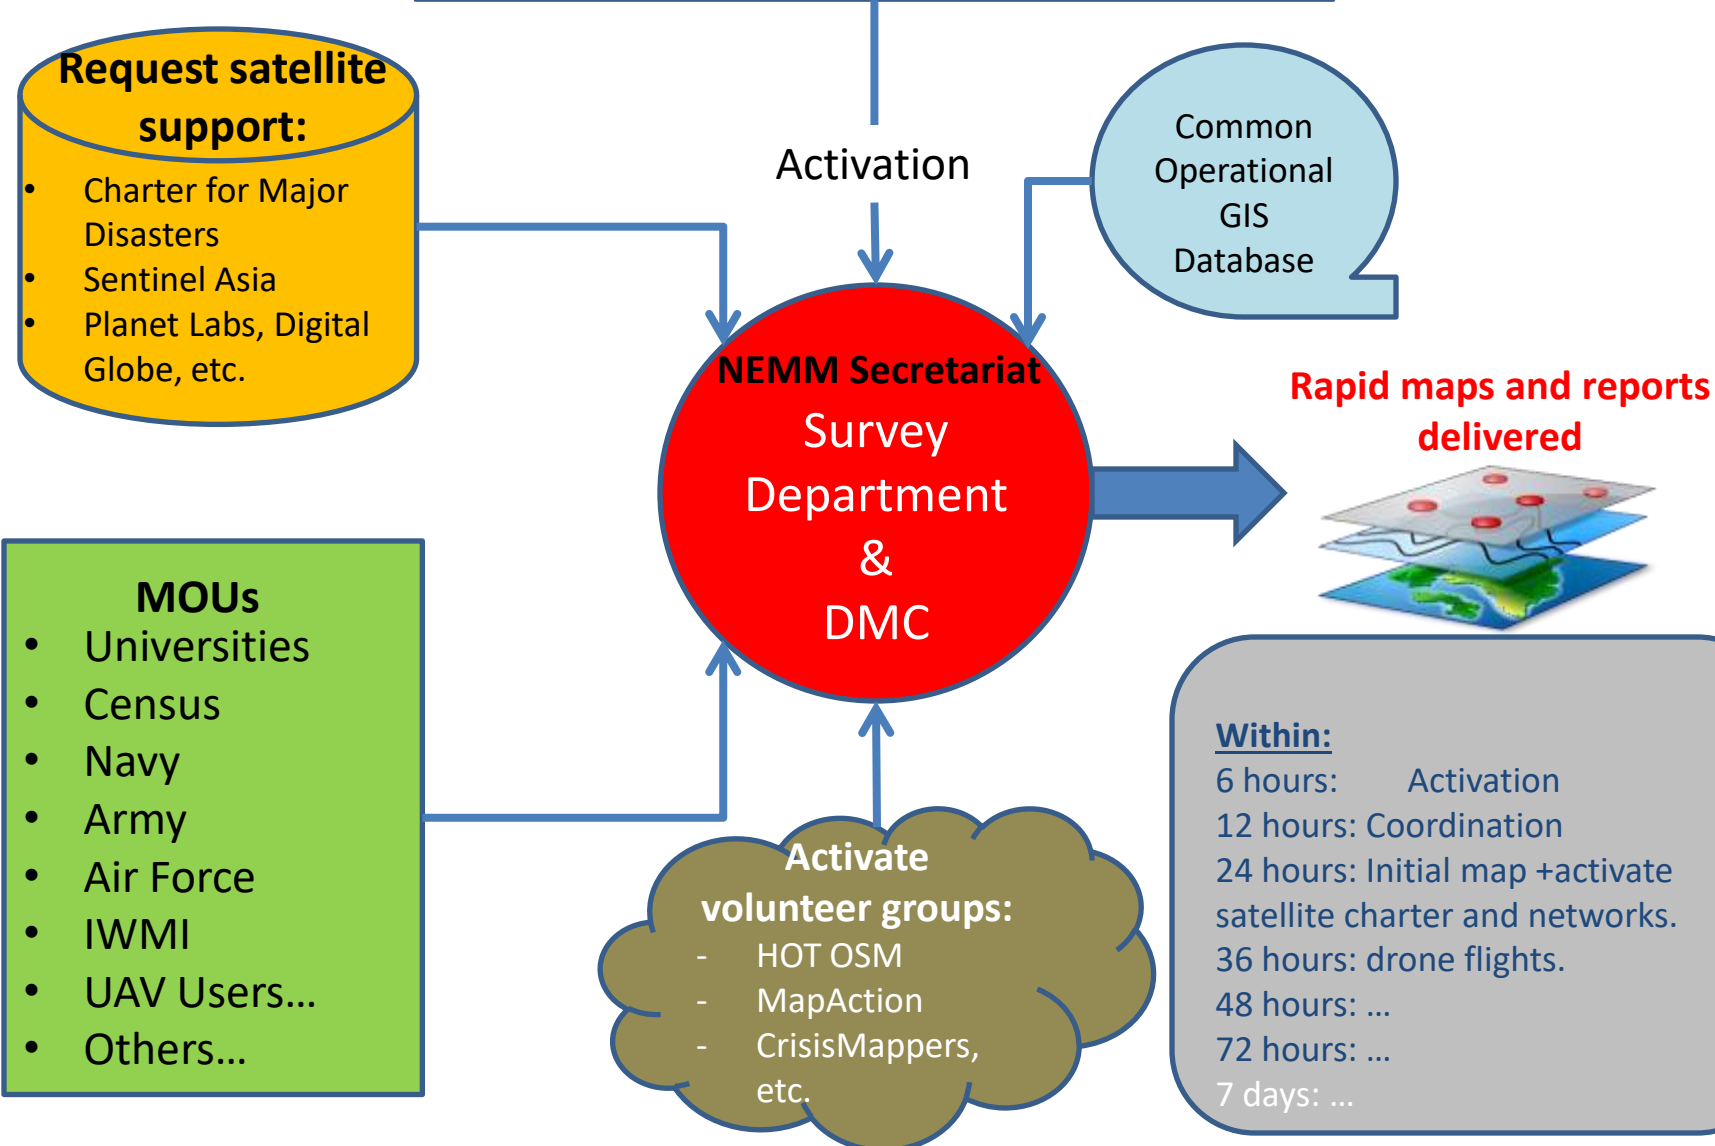 Request satellite
support:
• Charter for Major
Disasters
• Sentinel Asia
• Planet Labs, Digital
Globe, etc.
Activation
Common
Operational
GIS
Database
NEMM Secretariat
Survey
Department
&
DMC
Rapid maps and reports
delivered
MOUs
• Universities
• Census
• Navy
• Army
• Air Force
• IWMI
• UAV Users…
• Others…
Activate
volunteer groups:
- HOT OSM
- MapAction
- CrisisMappers,
etc.
Within:
6 hours: Activation
12 hours: Coordination
24 hours: Initial map +activate
satellite charter and networks.
36 hours: drone flights.
48 hours: …
72 hours: …
7 days: …